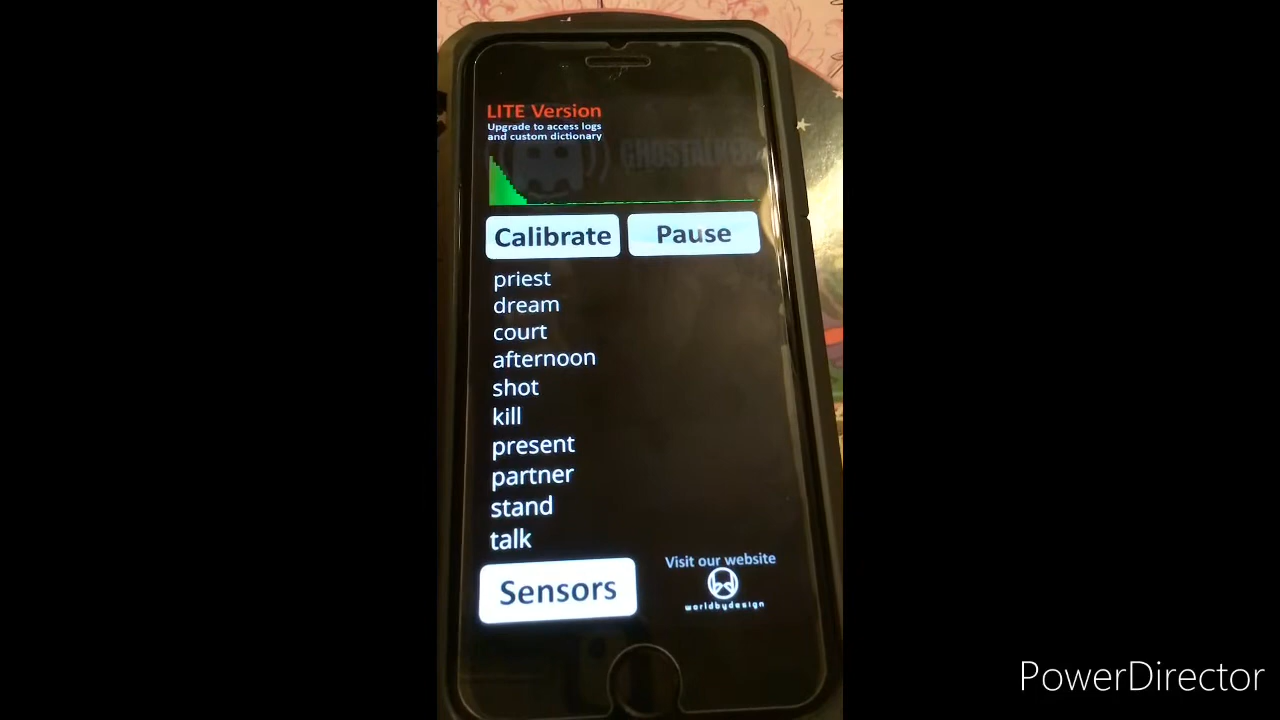 LITE Version
Upgrade to access logs
and custom dictionary
GHOSTALKER
Calibrate Pause
priest
dream
court
afternoon
shot
kill
present
partner
stand
talk
Visit our website
Sensors
worldbydesign
PowerDirector